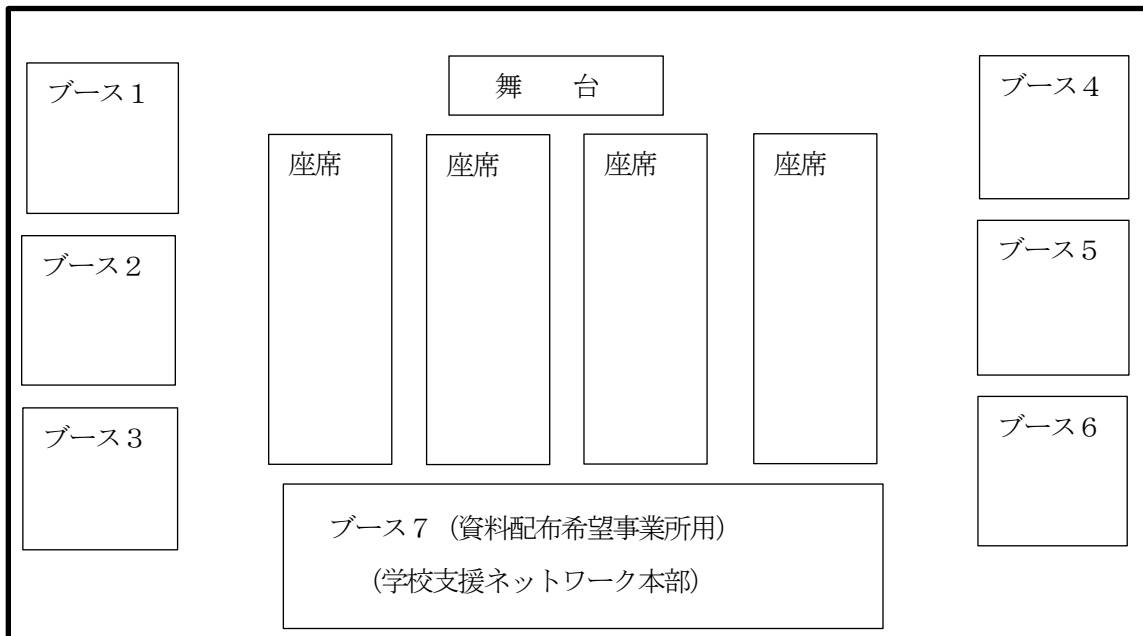 舞　台
ブース１
ブース４
座席
座席
座席
座席
ブース２
ブース５
ブース３
ブース６
ブース７（資料配布希望事業所用）
（学校支援ネットワーク本部）